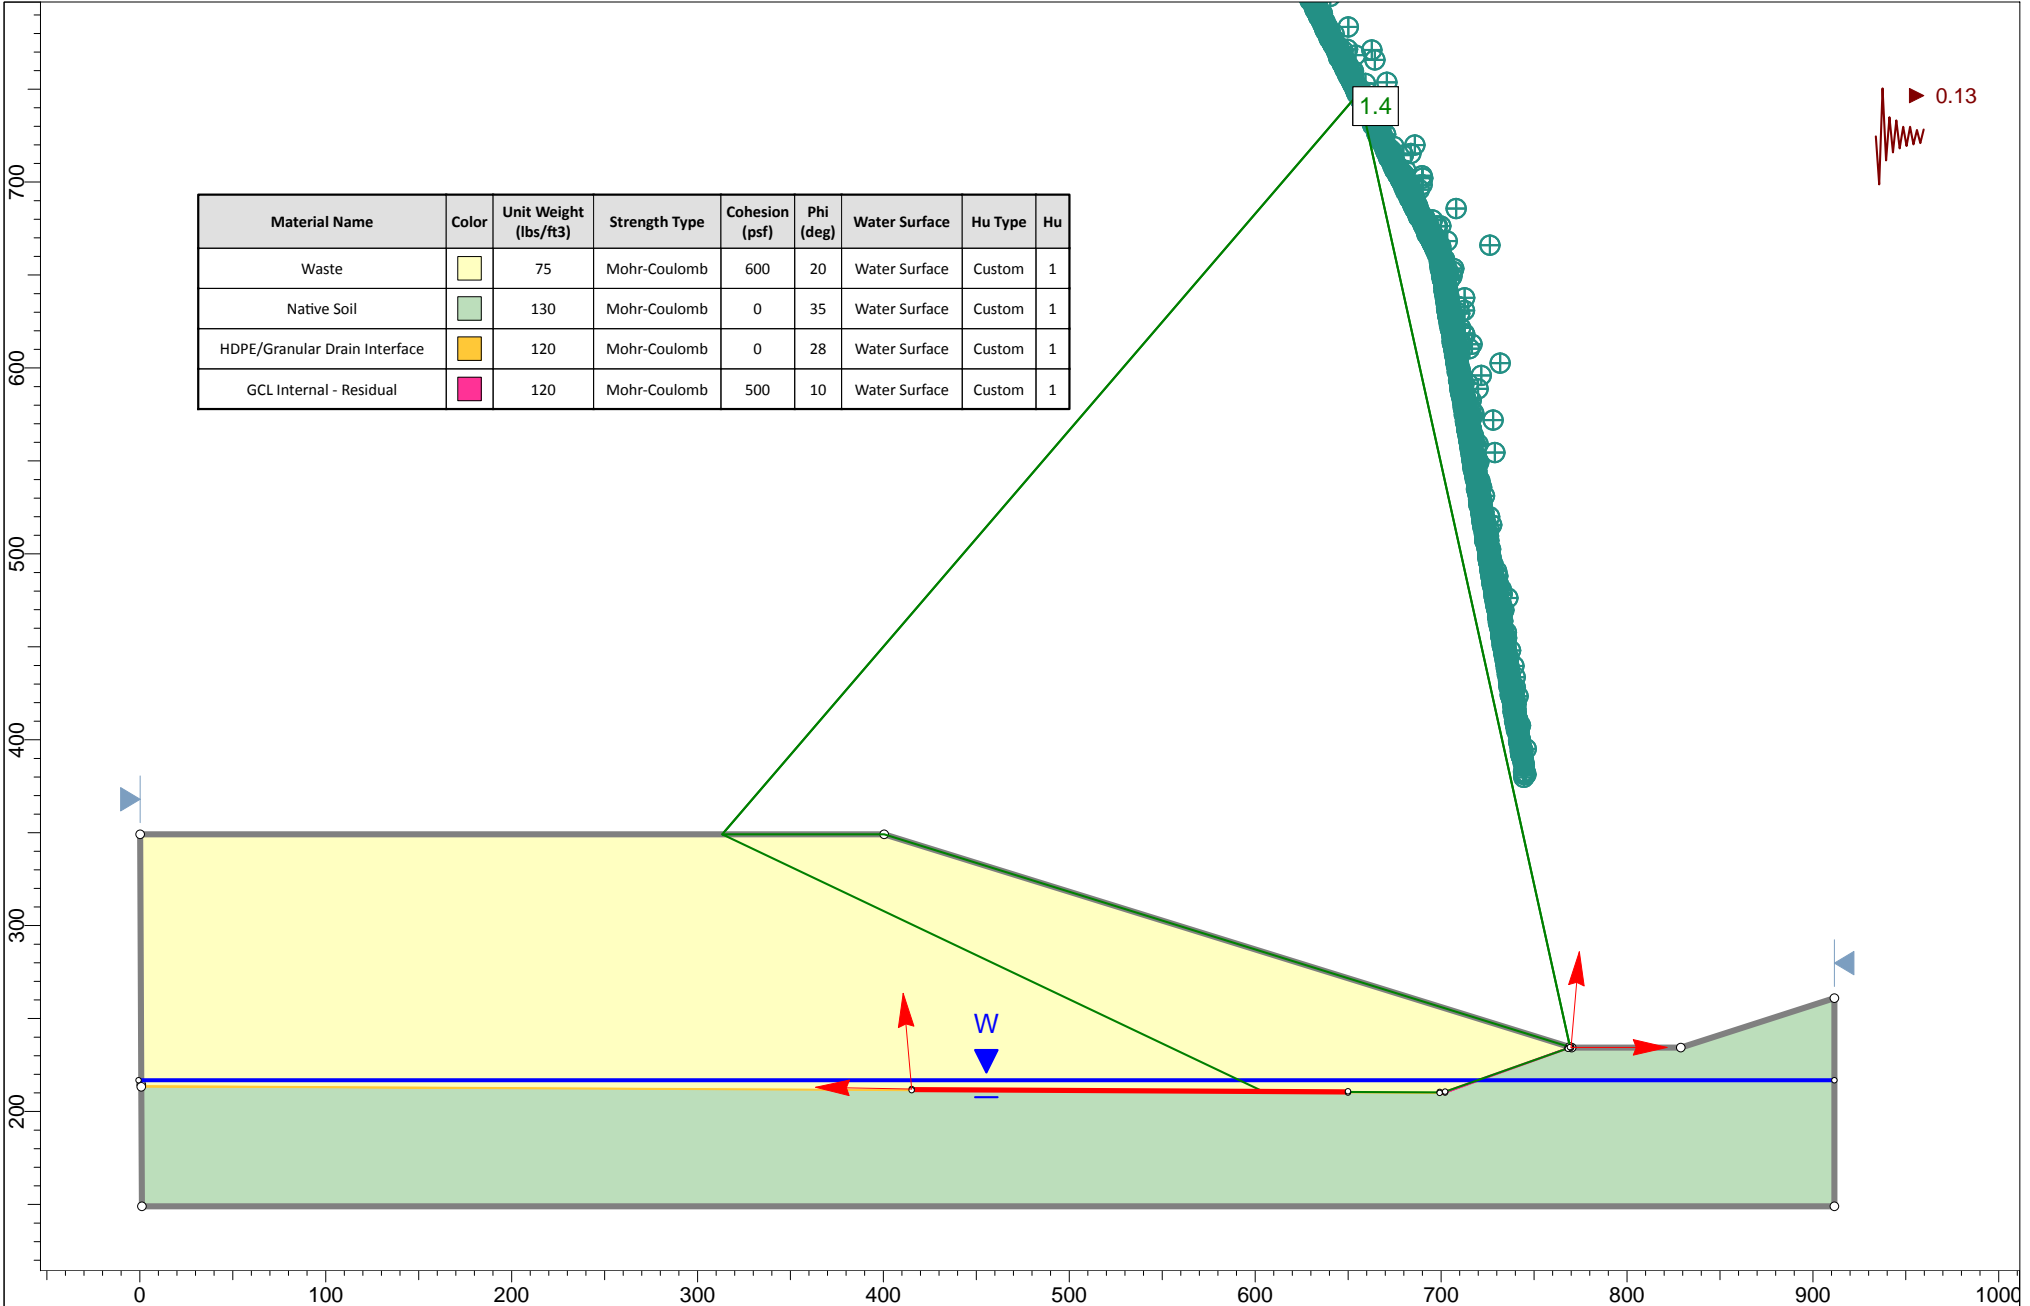 1.4
0.13
Material Name Color Unit Weight (lbs/ft3) Strength Type Cohesion (psf) Phi (deg) Water Surface Hu Type Hu
Waste 75 Mohr-Coulomb 600 20 Water Surface Custom 1
Native Soil 130 Mohr-Coulomb 0 35 Water Surface Custom 1
HDPE/Granular Drain Interface 120 Mohr-Coulomb 0 28 Water Surface Custom 1
GCL Internal - Residual 120 Mohr-Coulomb 500 10 Water Surface Custom 1
W
700
600
500
400
300
200
0 100 200 300 400 500 600 700 800 900 1000